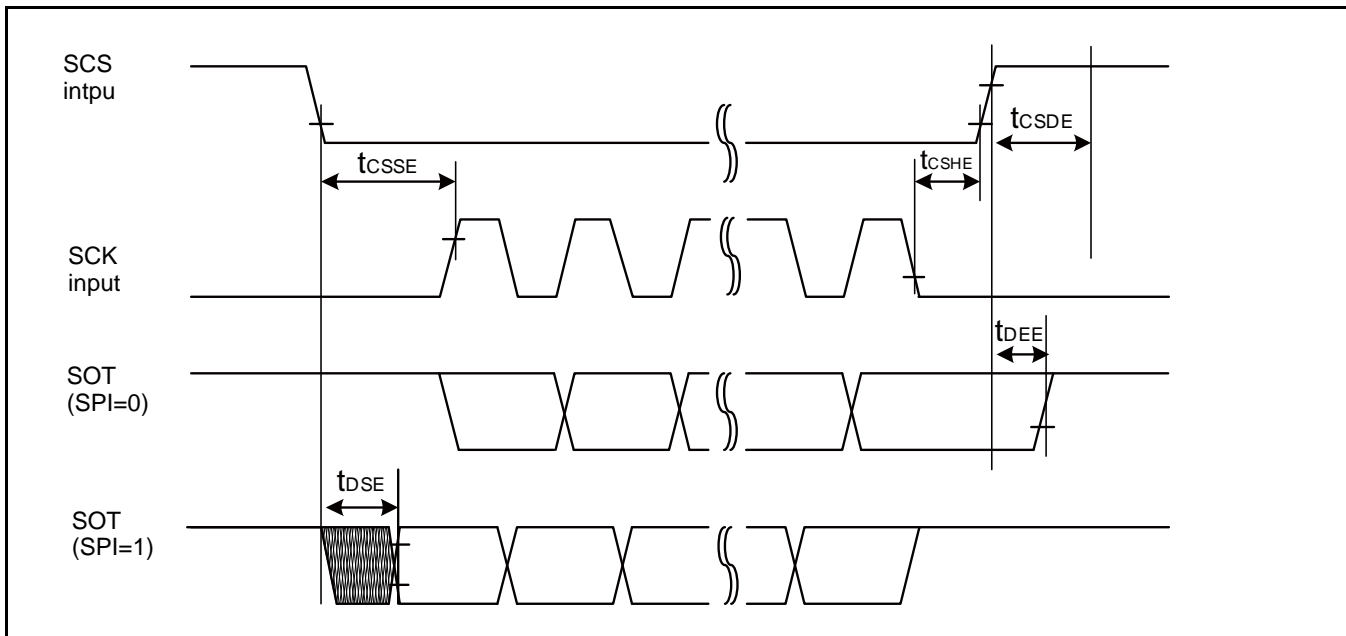 SCS
intpu
tCSDE
tCSSE
tCSHE
SCK
input
tDEE
SOT
(SPI=0)
tDSE
SOT
(SPI=1)